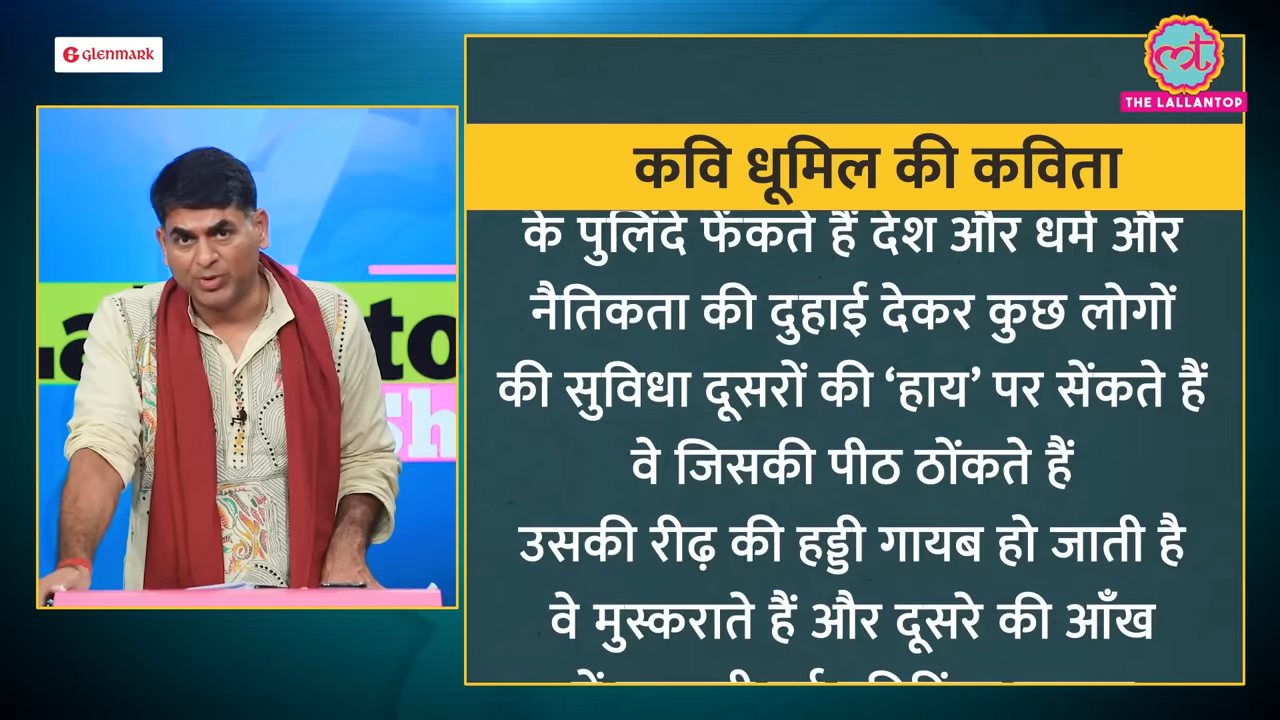 GLENMARK
THE LALLANTOP
कवि धूमिल की कविता
के पुलिंदे फेंकते हैं देश और धर्म और
नैतिकता की दुहाई देकर कुछ लोगों
की सुविधा दूसरों की ‘हाय’ पर सेंकते हैं
वे जिसकी पीठ ठोंकते हैं
उसकी रीढ़ की हड्डी गायब हो जाती है
वे मुस्कराते हैं और दूसरे की आँख